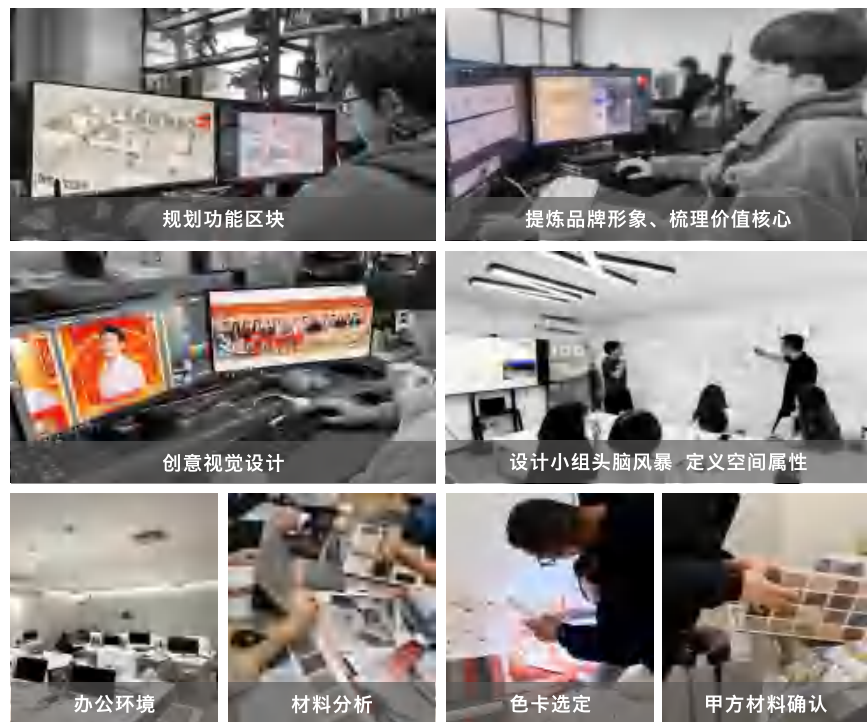 规划功能区块
提炼品牌形象、梳理价值核心
创意视觉设计
设计小组头脑风暴 定义空间属性
办公环境
材料分析
色卡选定
甲方材料确认